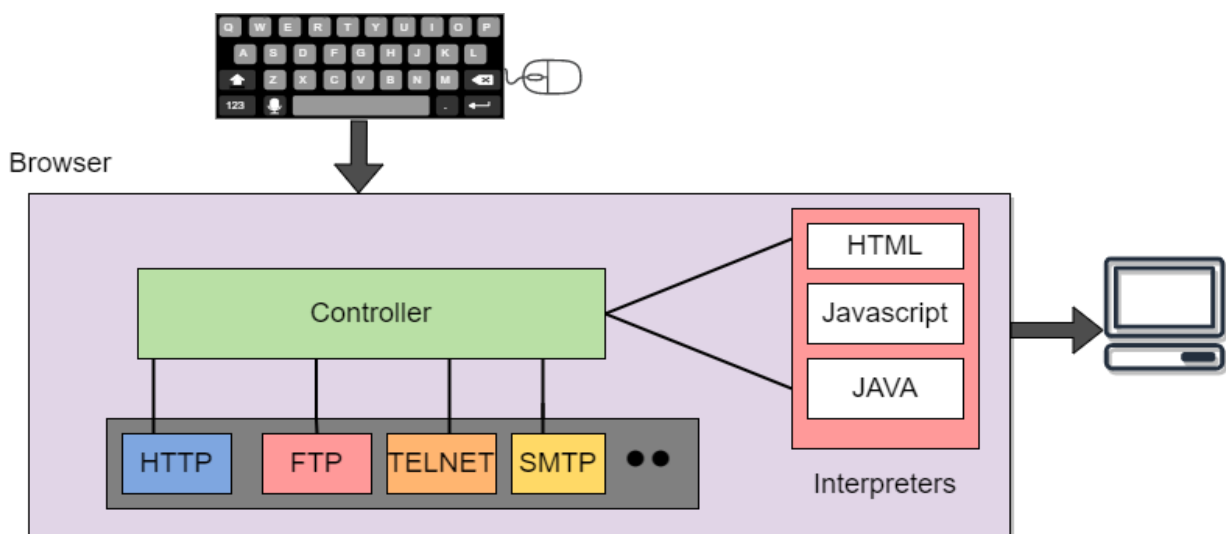 Q W E R T Y U I O P
A S D F G H J K L
Z X C V B N M
123 .
Browser
HTML
Controller
Javascript
JAVA
HTTP
FTP
TELNET
SMTP
Interpreters